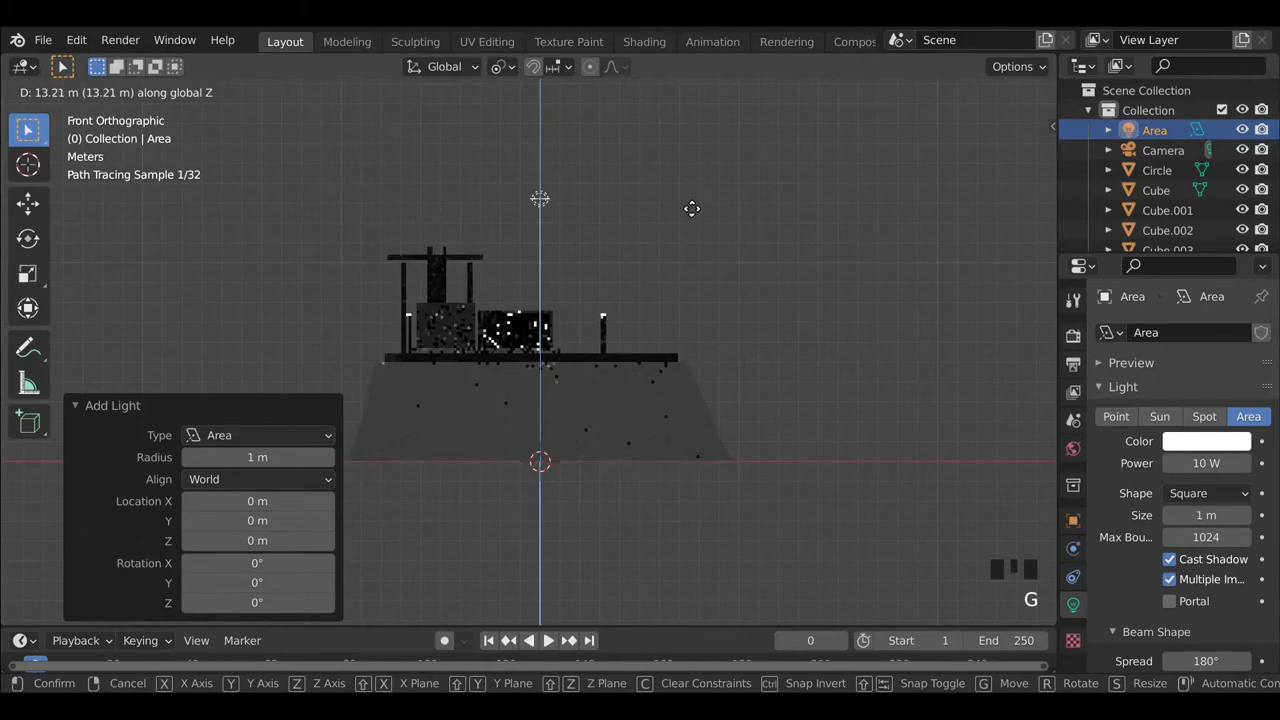 File Edit Render Window Help Layout Modeling Sculpting UV Editing Texture Paint Shading Animation Rendering Compos Scene View Layer
Global Options
D: 13.21 m (13.21 m) along global Z
Front Orthographic
(0) Collection | Area
Meters
Path Tracing Sample 1/32
Scene Collection
Collection
Area
Camera
Circle
Cube
Cube.001
Cube.002
Cube.003
Area Area
Area
Preview
Light
Point Sun Spot Area
Color
Power 10 W
Shape Square
Size 1 m
Max Bou... 1024
Cast Shadow
Multiple Im...
Portal
Beam Shape
Spread 180°
Add Light
Type Area
Radius 1 m
Align World
Location X 0 m
Y 0 m
Z 0 m
Rotation X 0°
Y 0°
Z 0°
G
Playback Keying View Marker 0 Start 1 End 250
Confirm Cancel X X Axis Y Y Axis Z Z Axis X X Plane Y Y Plane Z Z Plane C Clear Constraints Ctrl Snap Invert Snap Toggle G Move R Rotate S Resize Automatic Con